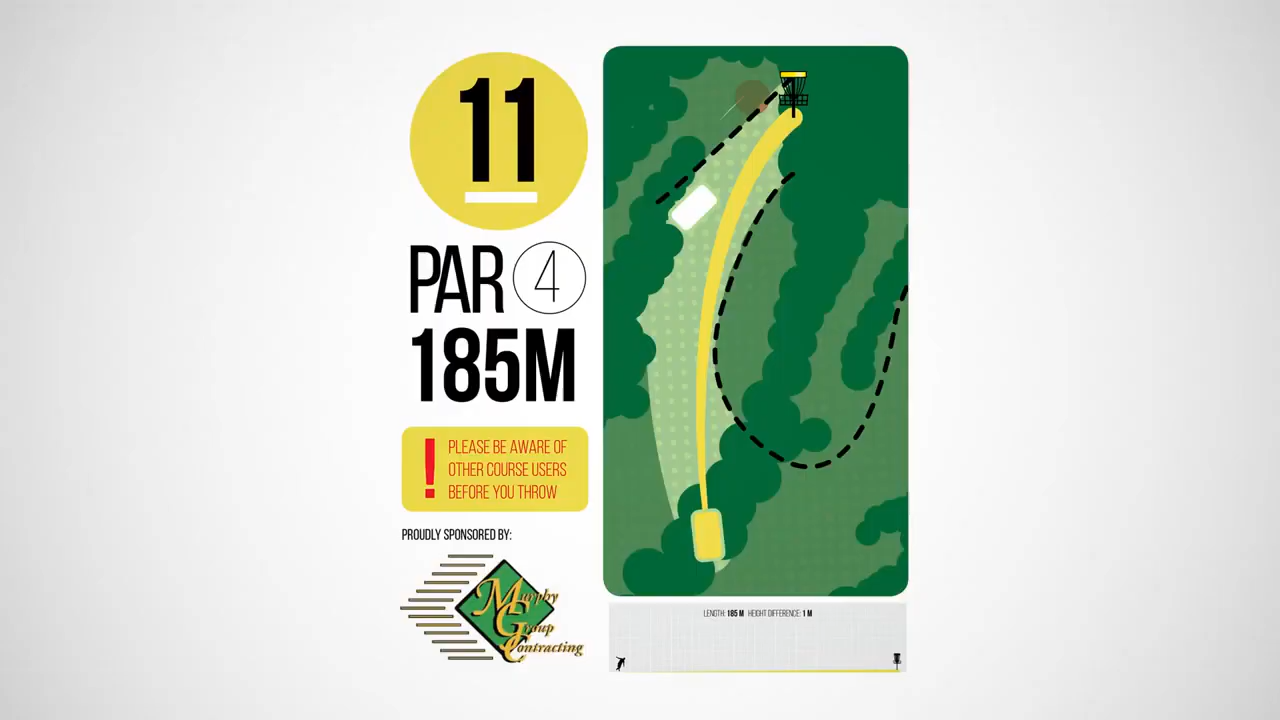 11
PAR 4
185M
! PLEASE BE AWARE OF
OTHER COURSE USERS
BEFORE YOU THROW
PROUDLY SPONSORED BY:
Murphy
Group
Contracting
LENGTH: 185 M HEIGHT DIFFERENCE: 1 M